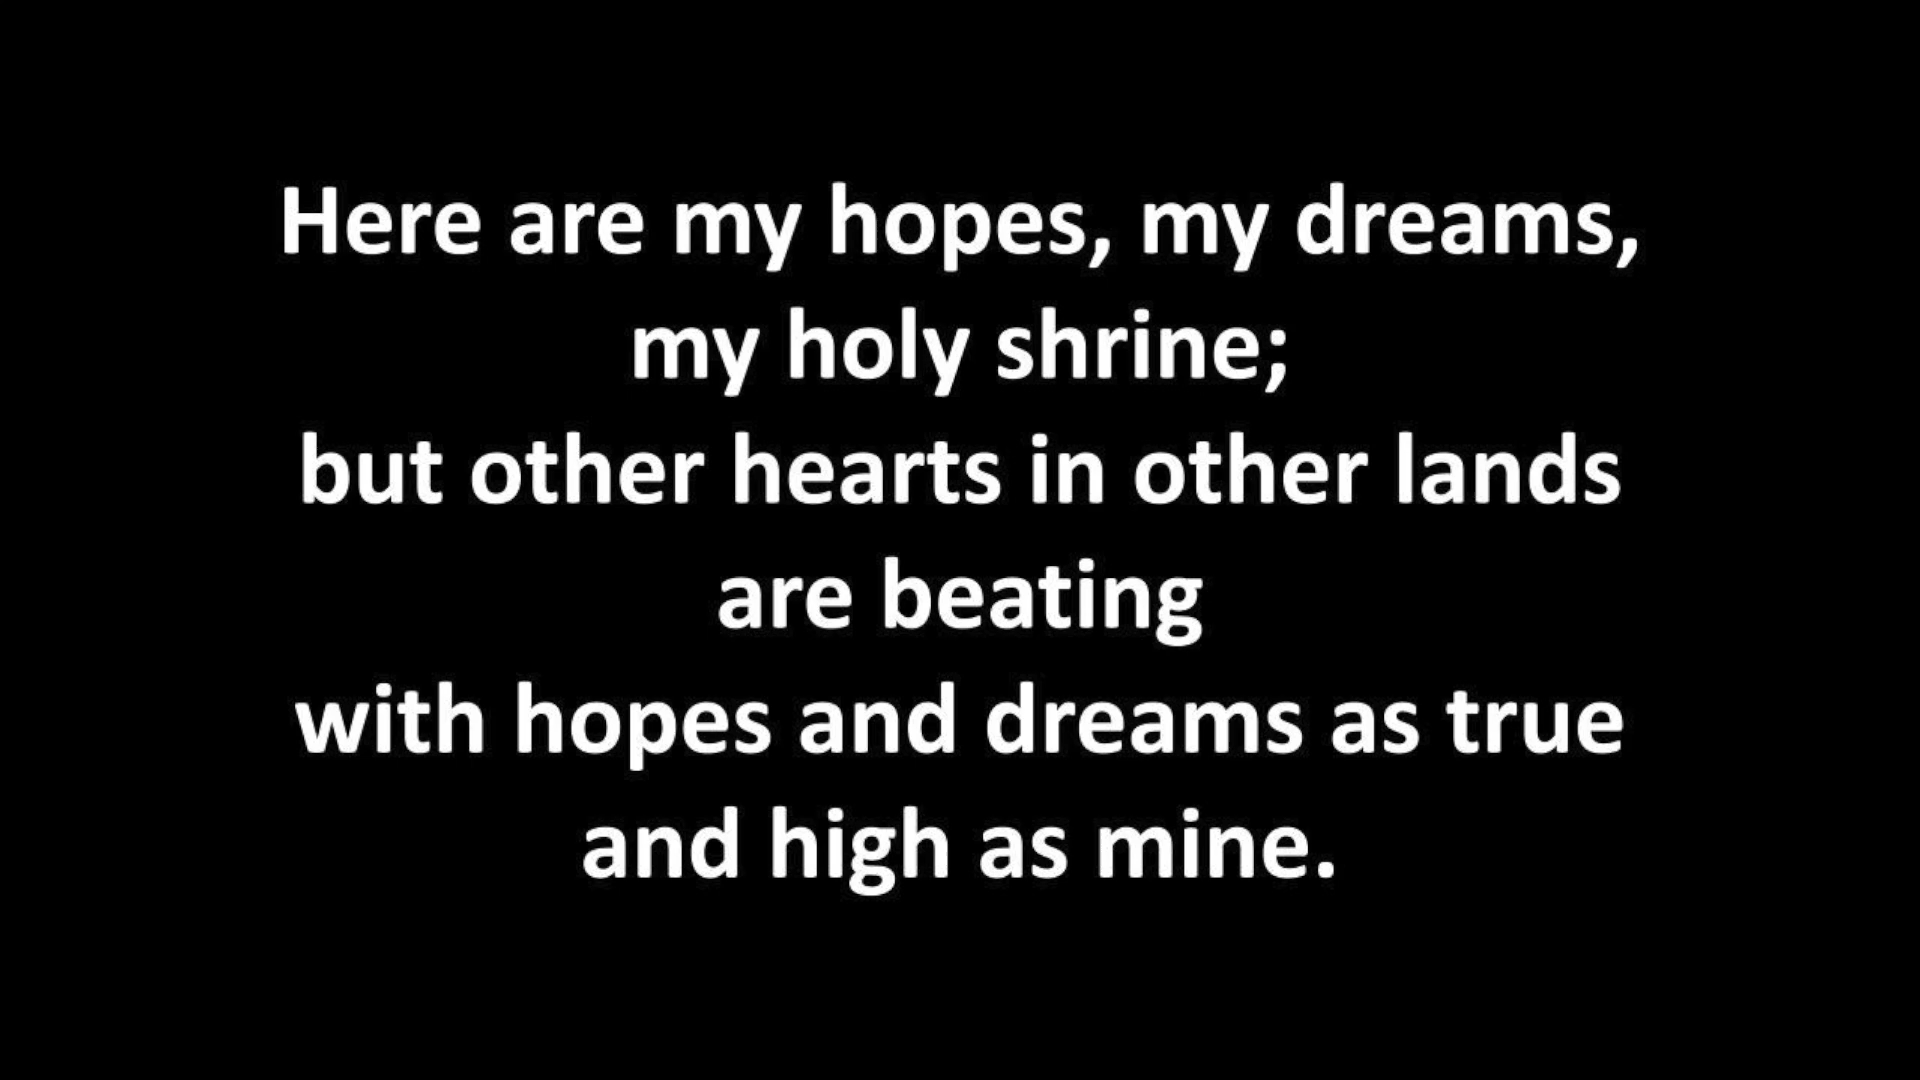 Here are my hopes, my dreams,
my holy shrine;
but other hearts in other lands
are beating
with hopes and dreams as true
and high as mine.